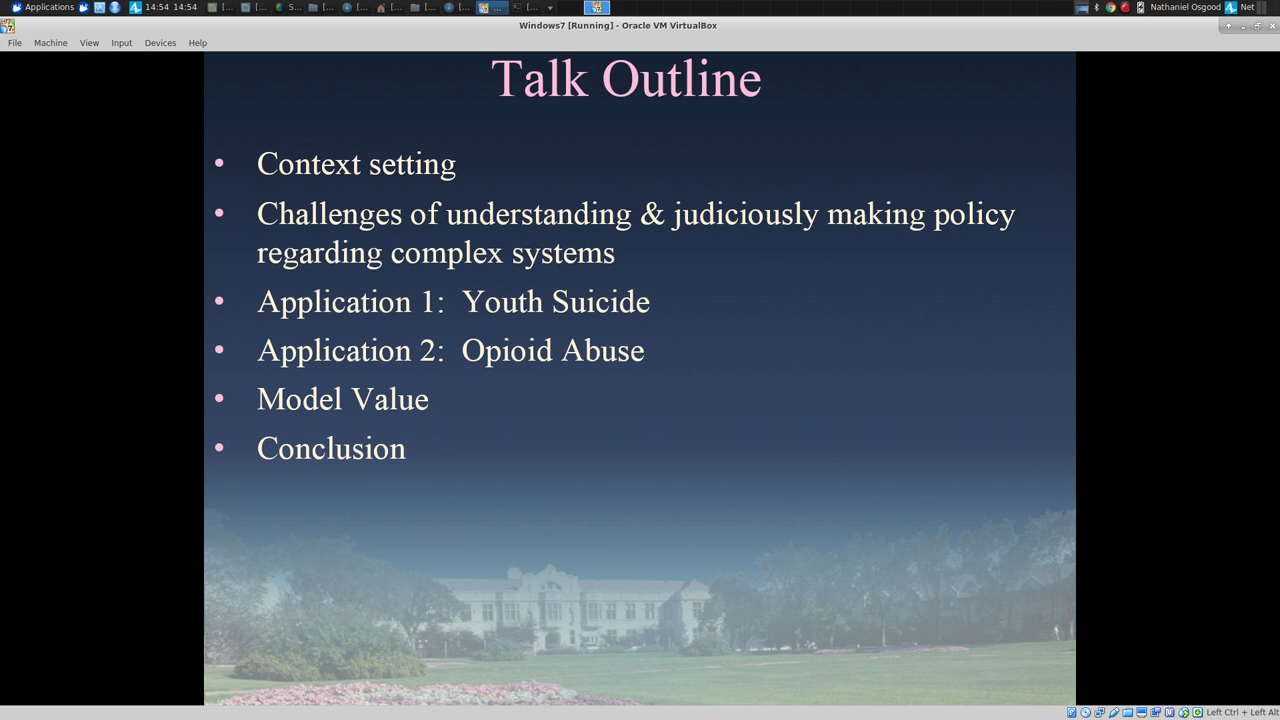 Applications
14:54 14:54
[...
[...
[...
S...
[...
[...
[...
[...
[...
[...
...
[...
Nathaniel Osgood
Net
Windows7 [Running] - Oracle VM VirtualBox
File Machine View Input Devices Help
Talk Outline
• Context setting
• Challenges of understanding & judiciously making policy
regarding complex systems
• Application 1: Youth Suicide
• Application 2: Opioid Abuse
• Model Value
• Conclusion
Left Ctrl + Left Alt